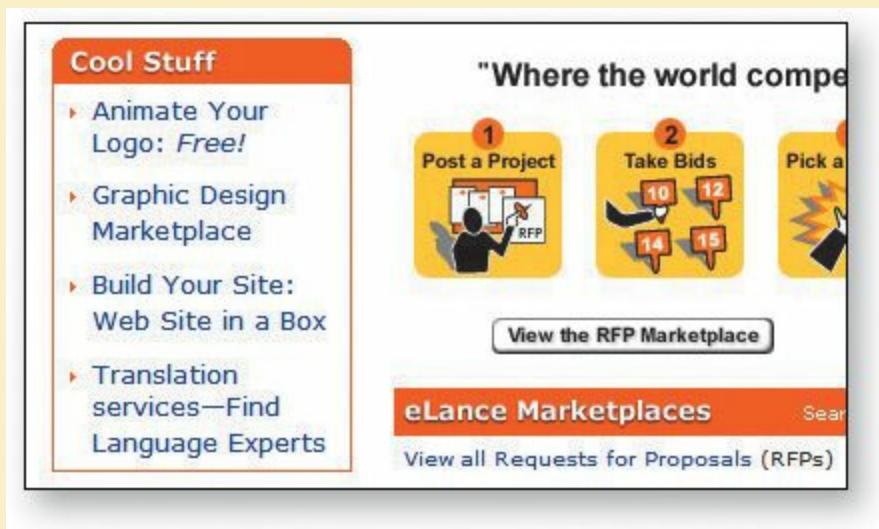 Cool Stuff
Animate Your
Logo: Free!
Graphic Design
Marketplace
Build Your Site:
Web Site in a Box
Translation
services—Find
Language Experts
"Where the world compe
1
Post a Project
RFP
2
Take Bids
10 12
14 15
Pick a
View the RFP Marketplace
eLance Marketplaces Sear
View all Requests for Proposals (RFPs)